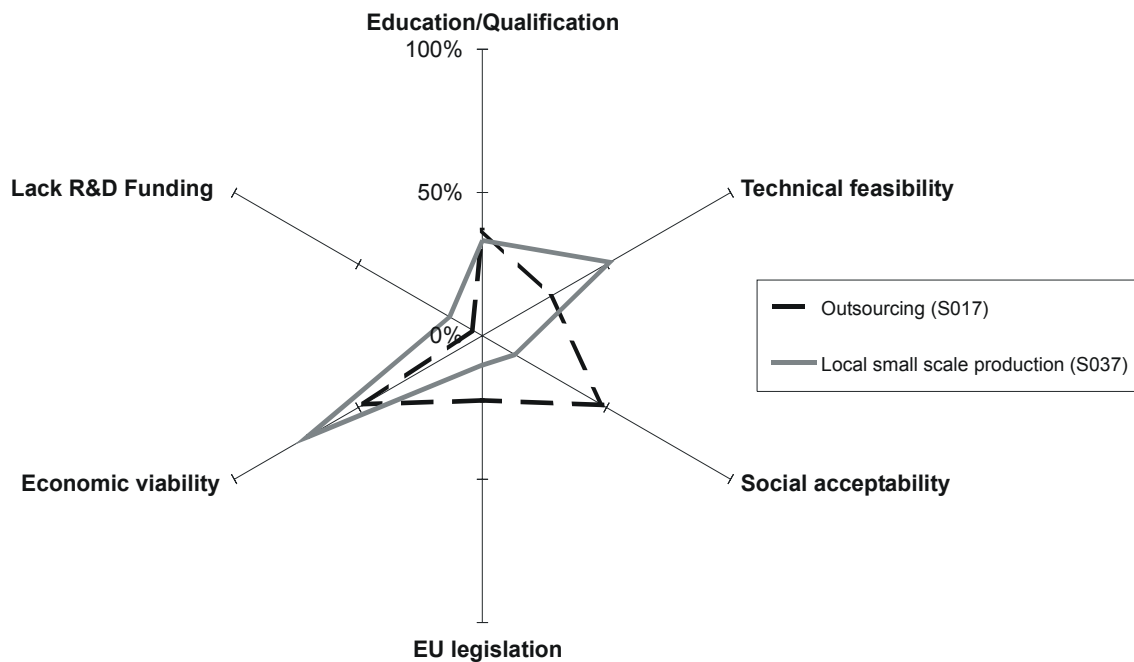 Education/Qualification
100%
Lack R&D Funding
50%
Technical feasibility
Outsourcing (S017)
0%
Local small scale production (S037)
Economic viability
Social acceptability
EU legislation